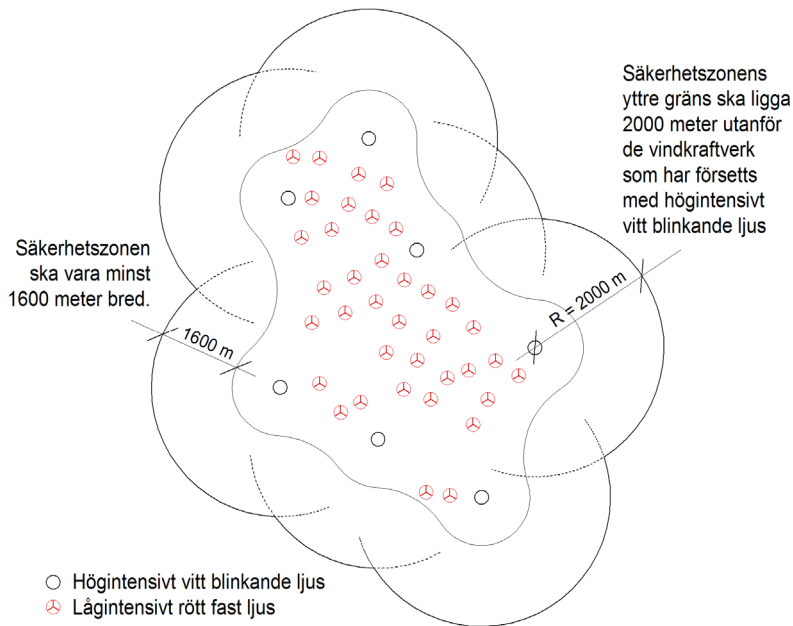 Säkerhetszonens
yttre gräns ska ligga
2000 meter utanför
de vindkraftverk
som har försetts
med högintensivt
vitt blinkande ljus
Säkerhetszonen
ska vara minst
1600 meter bred.
1600 m
R = 2000 m
Högintensivt vitt blinkande ljus
Lågintensivt rött fast ljus